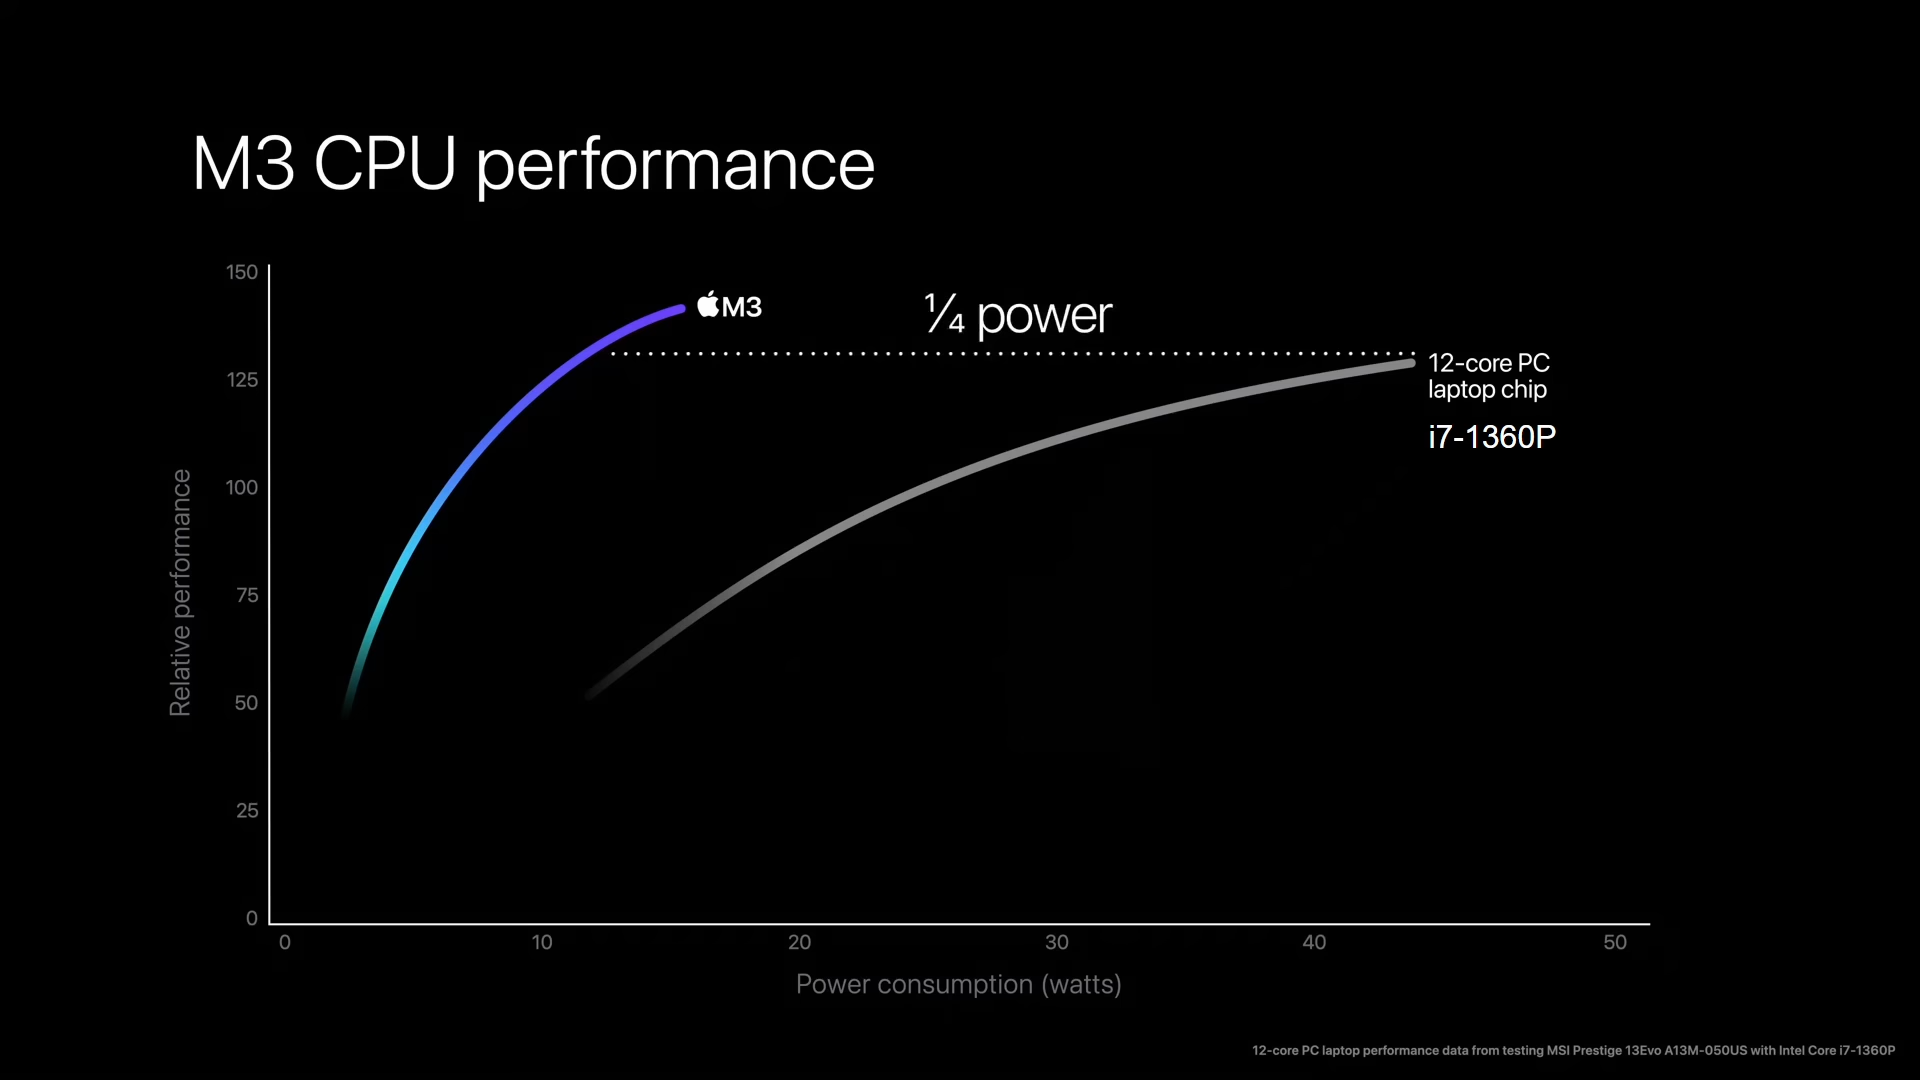 M3 CPU performance
150
125
100
75
50
25
0
Relative performance
M3
¼ power
12-core PC
laptop chip
i7-1360P
0 10 20 30 40 50
Power consumption (watts)
12-core PC laptop performance data from testing MSI Prestige 13Evo A13M-050US with Intel Core i7-1360P